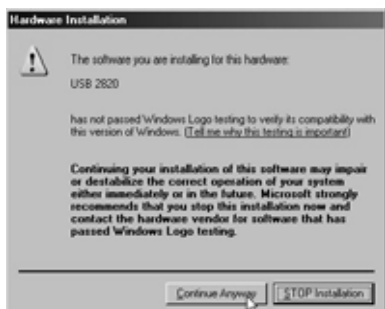 Hardware Installation
The software you are installing for this hardware:
USB 2820
has not passed Windows Logo testing to verify its compatibility with
this version of Windows. (Tell me why this testing is important.)
Continuing your installation of this software may impair
or destabilize the correct operation of your system
either immediately or in the future. Microsoft strongly
recommends that you stop this installation now and
contact the hardware vendor for software that has
passed Windows Logo testing.
Continue Anyway STOP Installation